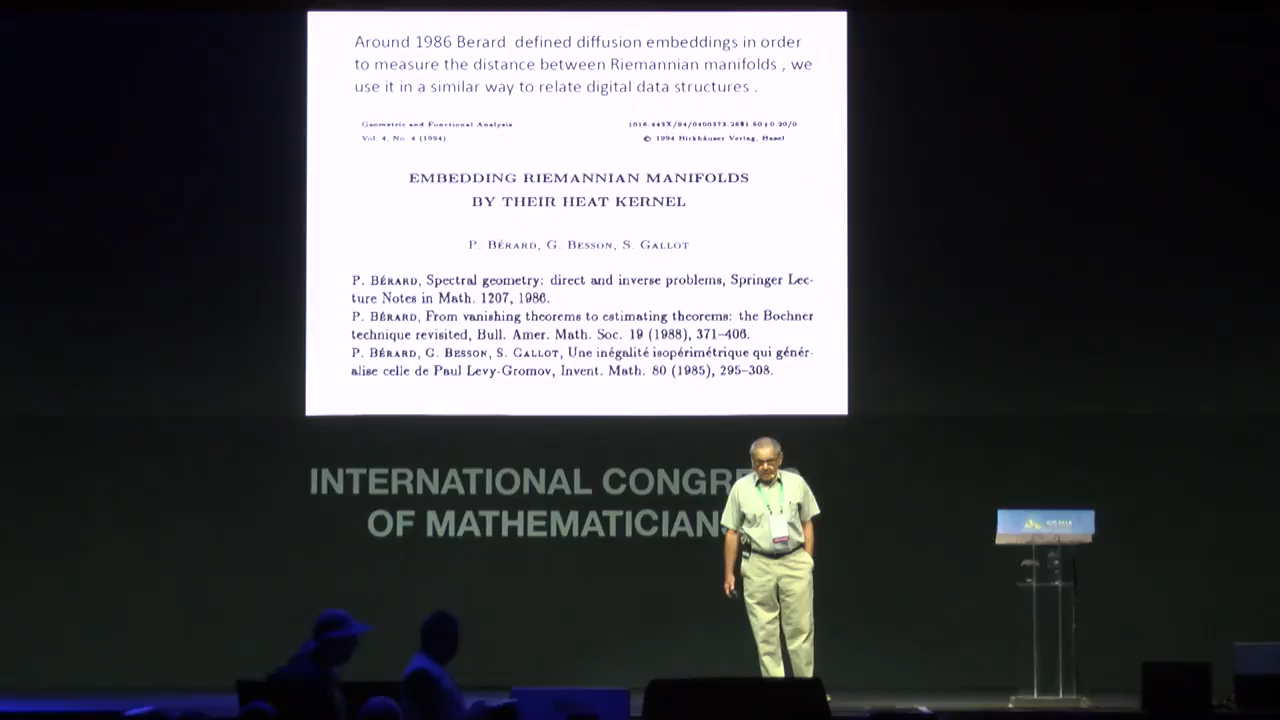 Around 1986 Berard defined diffusion embeddings in order
to measure the distance between Riemannian manifolds , we
use it in a similar way to relate digital data structures .
Geometric and Functional Analysis
Vol. 4, No. 4 (1994)
© 1994 Birkhäuser Verlag, Basel
EMBEDDING RIEMANNIAN MANIFOLDS
BY THEIR HEAT KERNEL
P. BÉRARD, G. BESSON, S. GALLOT
P. BÉRARD, Spectral geometry: direct and inverse problems, Springer Lec-
ture Notes in Math. 1207, 1986.
P. BÉRARD, From vanishing theorems to estimating theorems: the Bochner
technique revisited, Bull. Amer. Math. Soc. 19 (1988), 371–406.
P. BÉRARD, G. BESSON, S. GALLOT, Une inégalité isopérimétrique qui génér-
alise celle de Paul Levy-Gromov, Invent. Math. 80 (1985), 295–308.
INTERNATIONAL CONGRE
OF MATHEMATICIAN